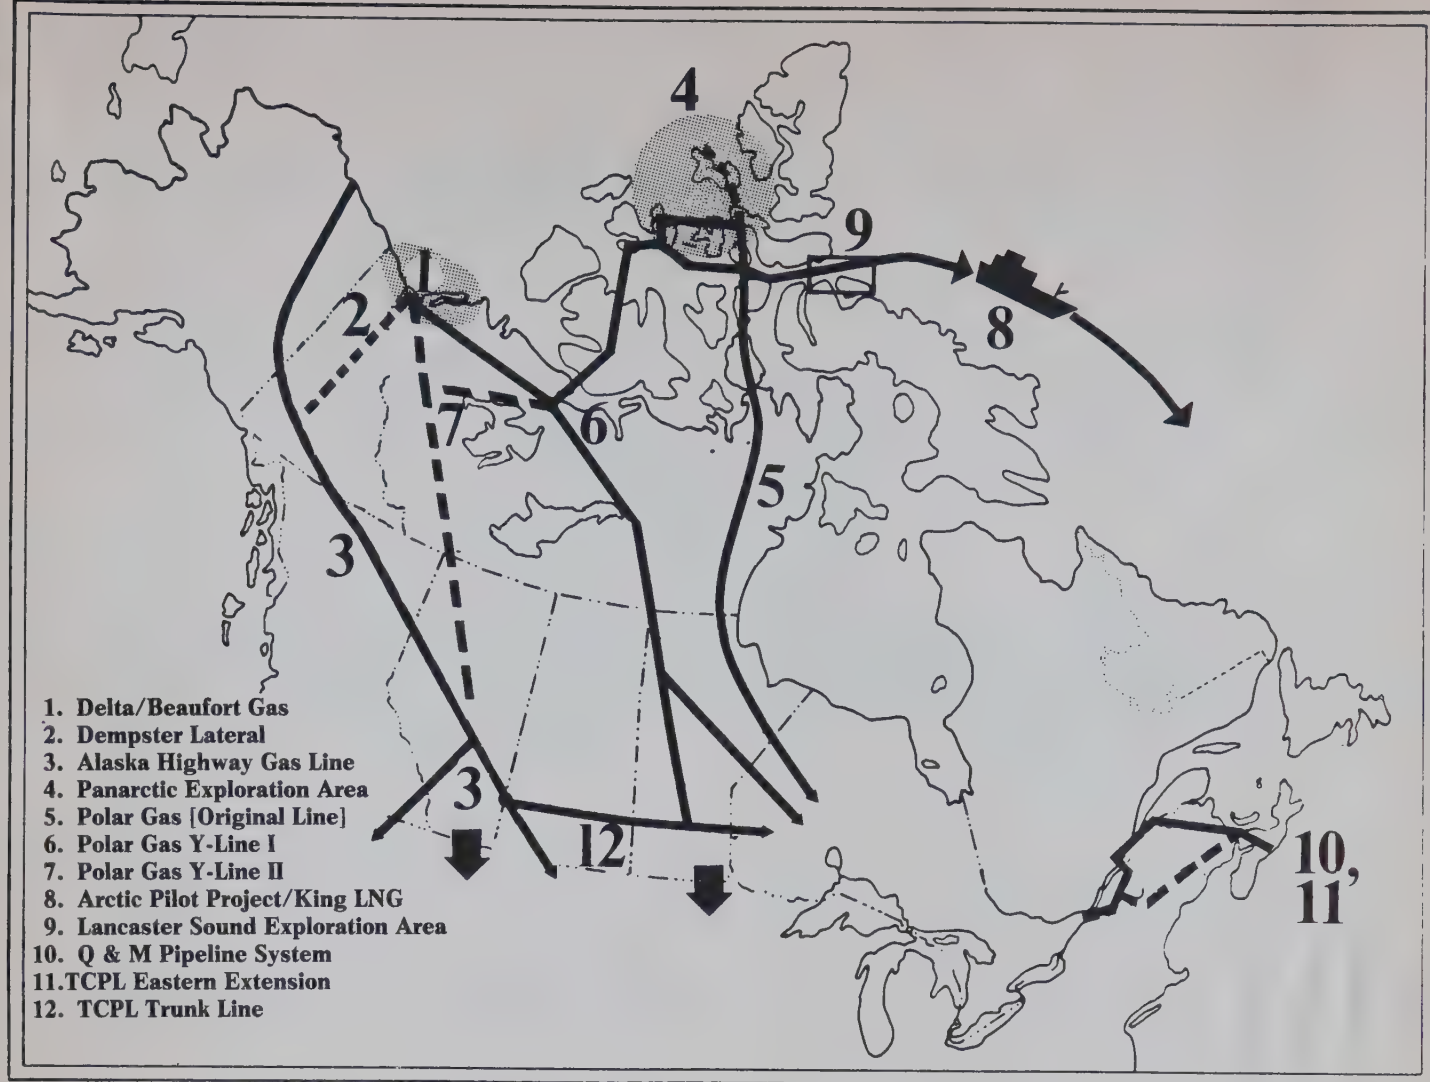 4
1
9
2
8
7
6
5
3
1. Delta/Beaufort Gas
2. Dempster Lateral
3. Alaska Highway Gas Line
4. Panarctic Exploration Area
5. Polar Gas [Original Line]
6. Polar Gas Y-Line I
7. Polar Gas Y-Line II
8. Arctic Pilot Project/King LNG
9. Lancaster Sound Exploration Area
10. Q & M Pipeline System
11.TCPL Eastern Extension
12. TCPL Trunk Line
3
12
10,
11